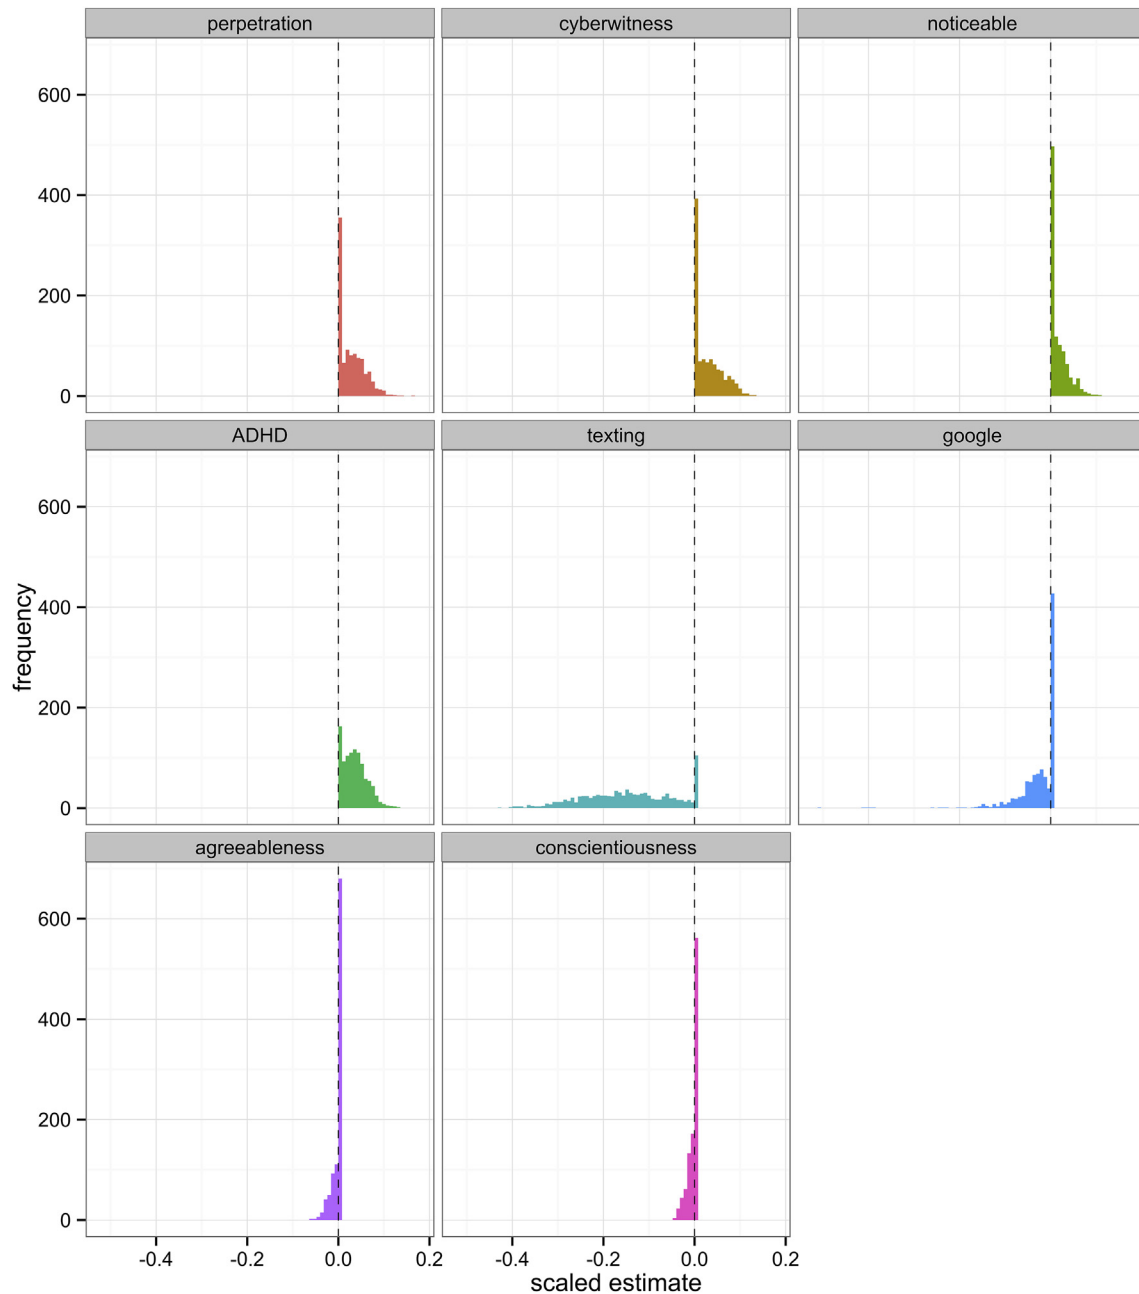 perpetration cyberwitness noticeable
600
400
200
0
ADHD texting google
600
400
200
0
frequency
agreeableness conscientiousness
600
400
200
0
-0.4 -0.2 0.0 0.2 -0.4 -0.2 0.0 0.2
scaled estimate